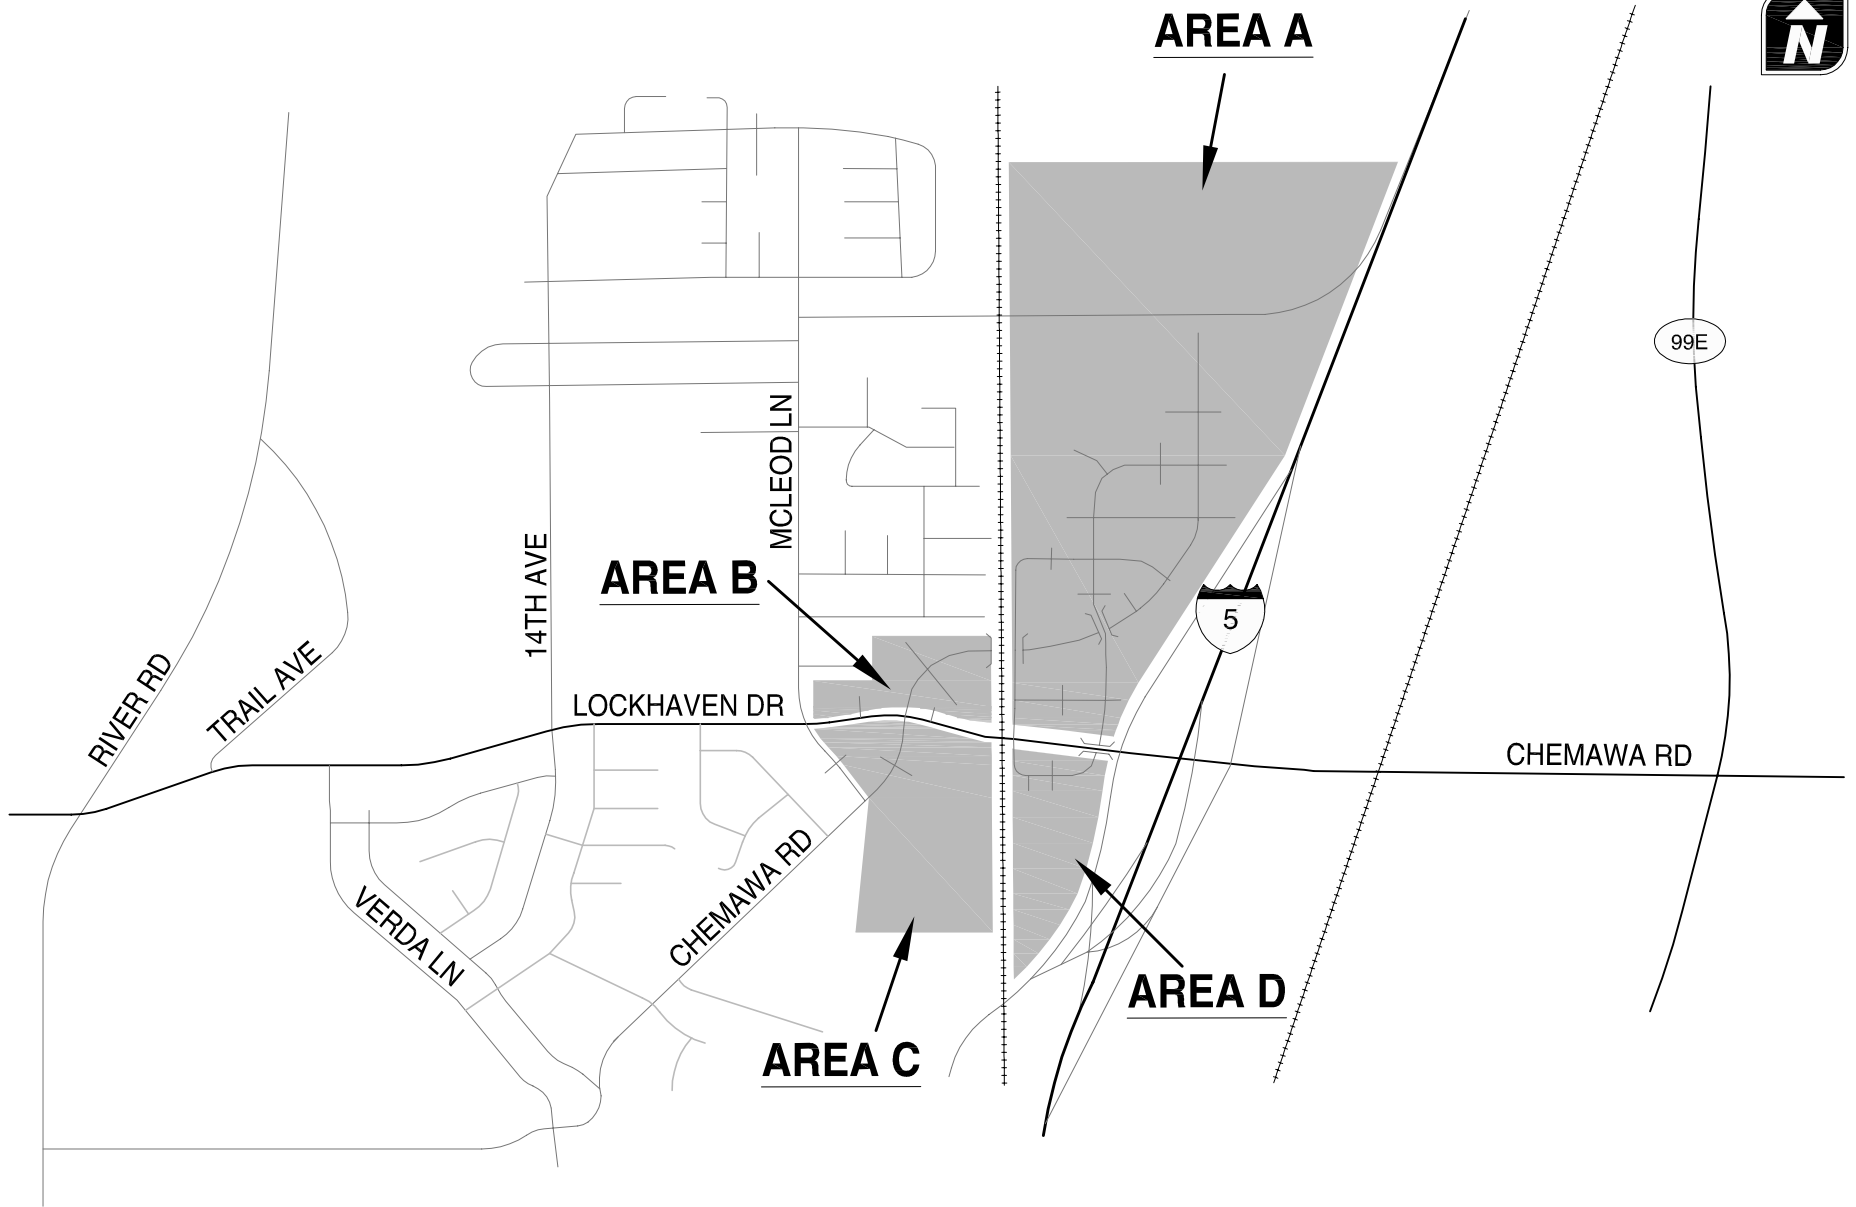 AREA A
N
99E
MCLEOD LN
14TH AVE
AREA B
5
RIVER RD
TRAIL AVE
LOCKHAVEN DR
CHEMAWA RD
VERDA LN
CHEMAWA RD
AREA D
AREA C